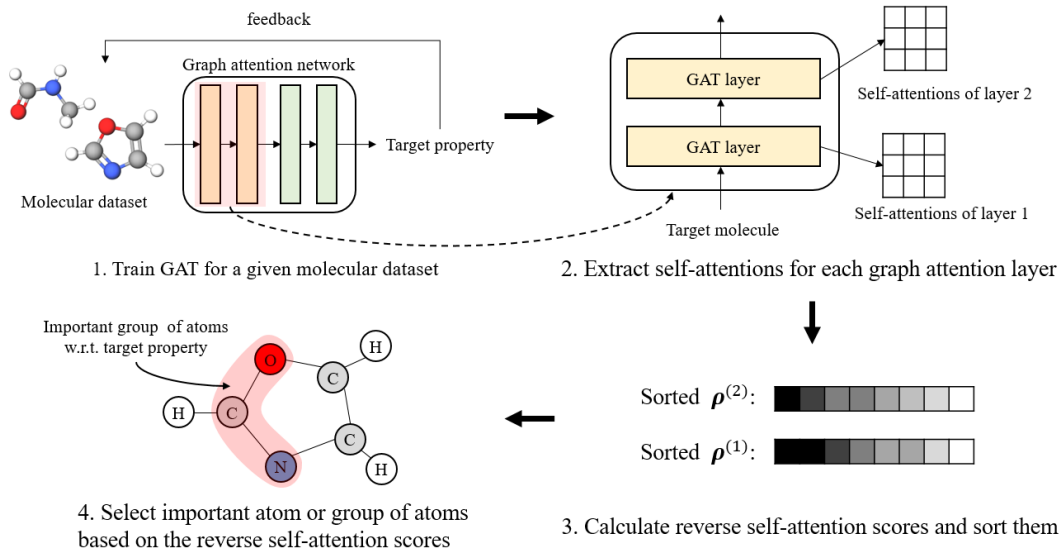 feedback
Graph attention network
Target property
Molecular dataset
1. Train GAT for a given molecular dataset
GAT layer
GAT layer
Self-attentions of layer 2
Self-attentions of layer 1
Target molecule
2. Extract self-attentions for each graph attention layer
Sorted ρ⁽²⁾:
Sorted ρ⁽¹⁾:
3. Calculate reverse self-attention scores and sort them
Important group of atoms
w.r.t. target property
H
O
C
H
C
C
N
H
4. Select important atom or group of atoms
based on the reverse self-attention scores